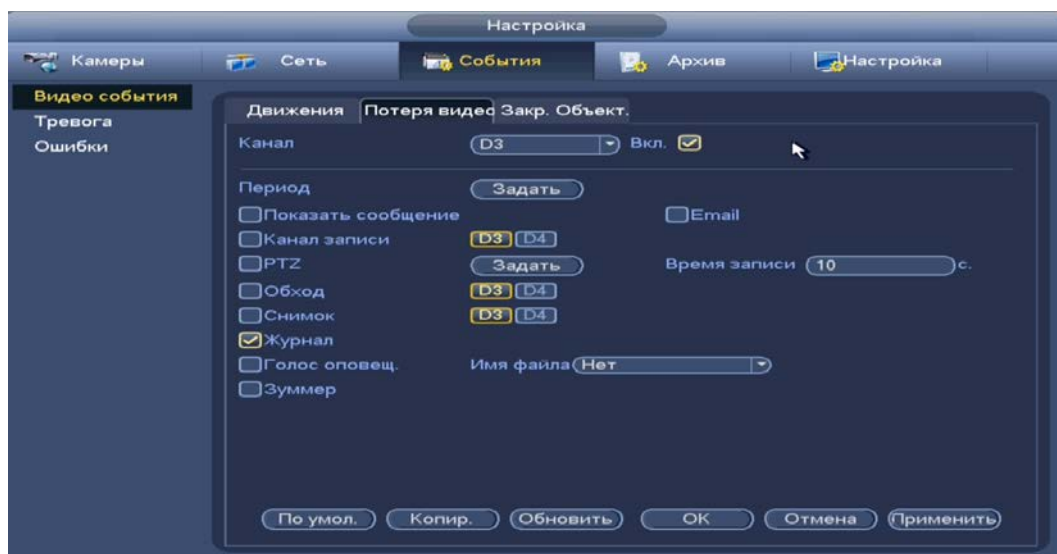 Настройка
Камеры Сеть События Архив Настройка
Видео события
Тревога
Ошибки
Движения Потеря видео Закр. Объект.
Канал D3 Вкл.
Период Задать
Показать сообщение Email
Канал записи D3 D4
PTZ Задать Время записи 10 с.
Обход D3 D4
Снимок D3 D4
Журнал
Голос оповещ. Имя файла Нет
Зуммер
По умол. Копир. Обновить OK Отмена Применить